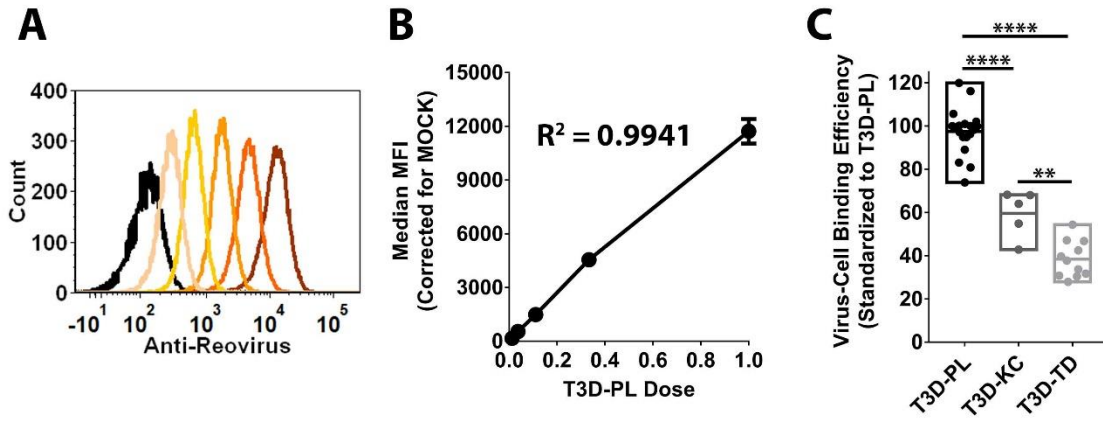 A
B
C
400
300
200
100
0
Count
-10¹ 10² 10³ 10⁴ 10⁵
Anti-Reovirus
15000
12000
9000
6000
3000
0
Median MFI
(Corrected for MOCK)
R² = 0.9941
0.0 0.2 0.4 0.6 0.8 1.0
T3D-PL Dose
Virus-Cell Binding Efficiency
(Standardized to T3D-PL)
120
100
80
60
40
20
0
****
****
**
T3D-PL
T3D-KC
T3D-TD